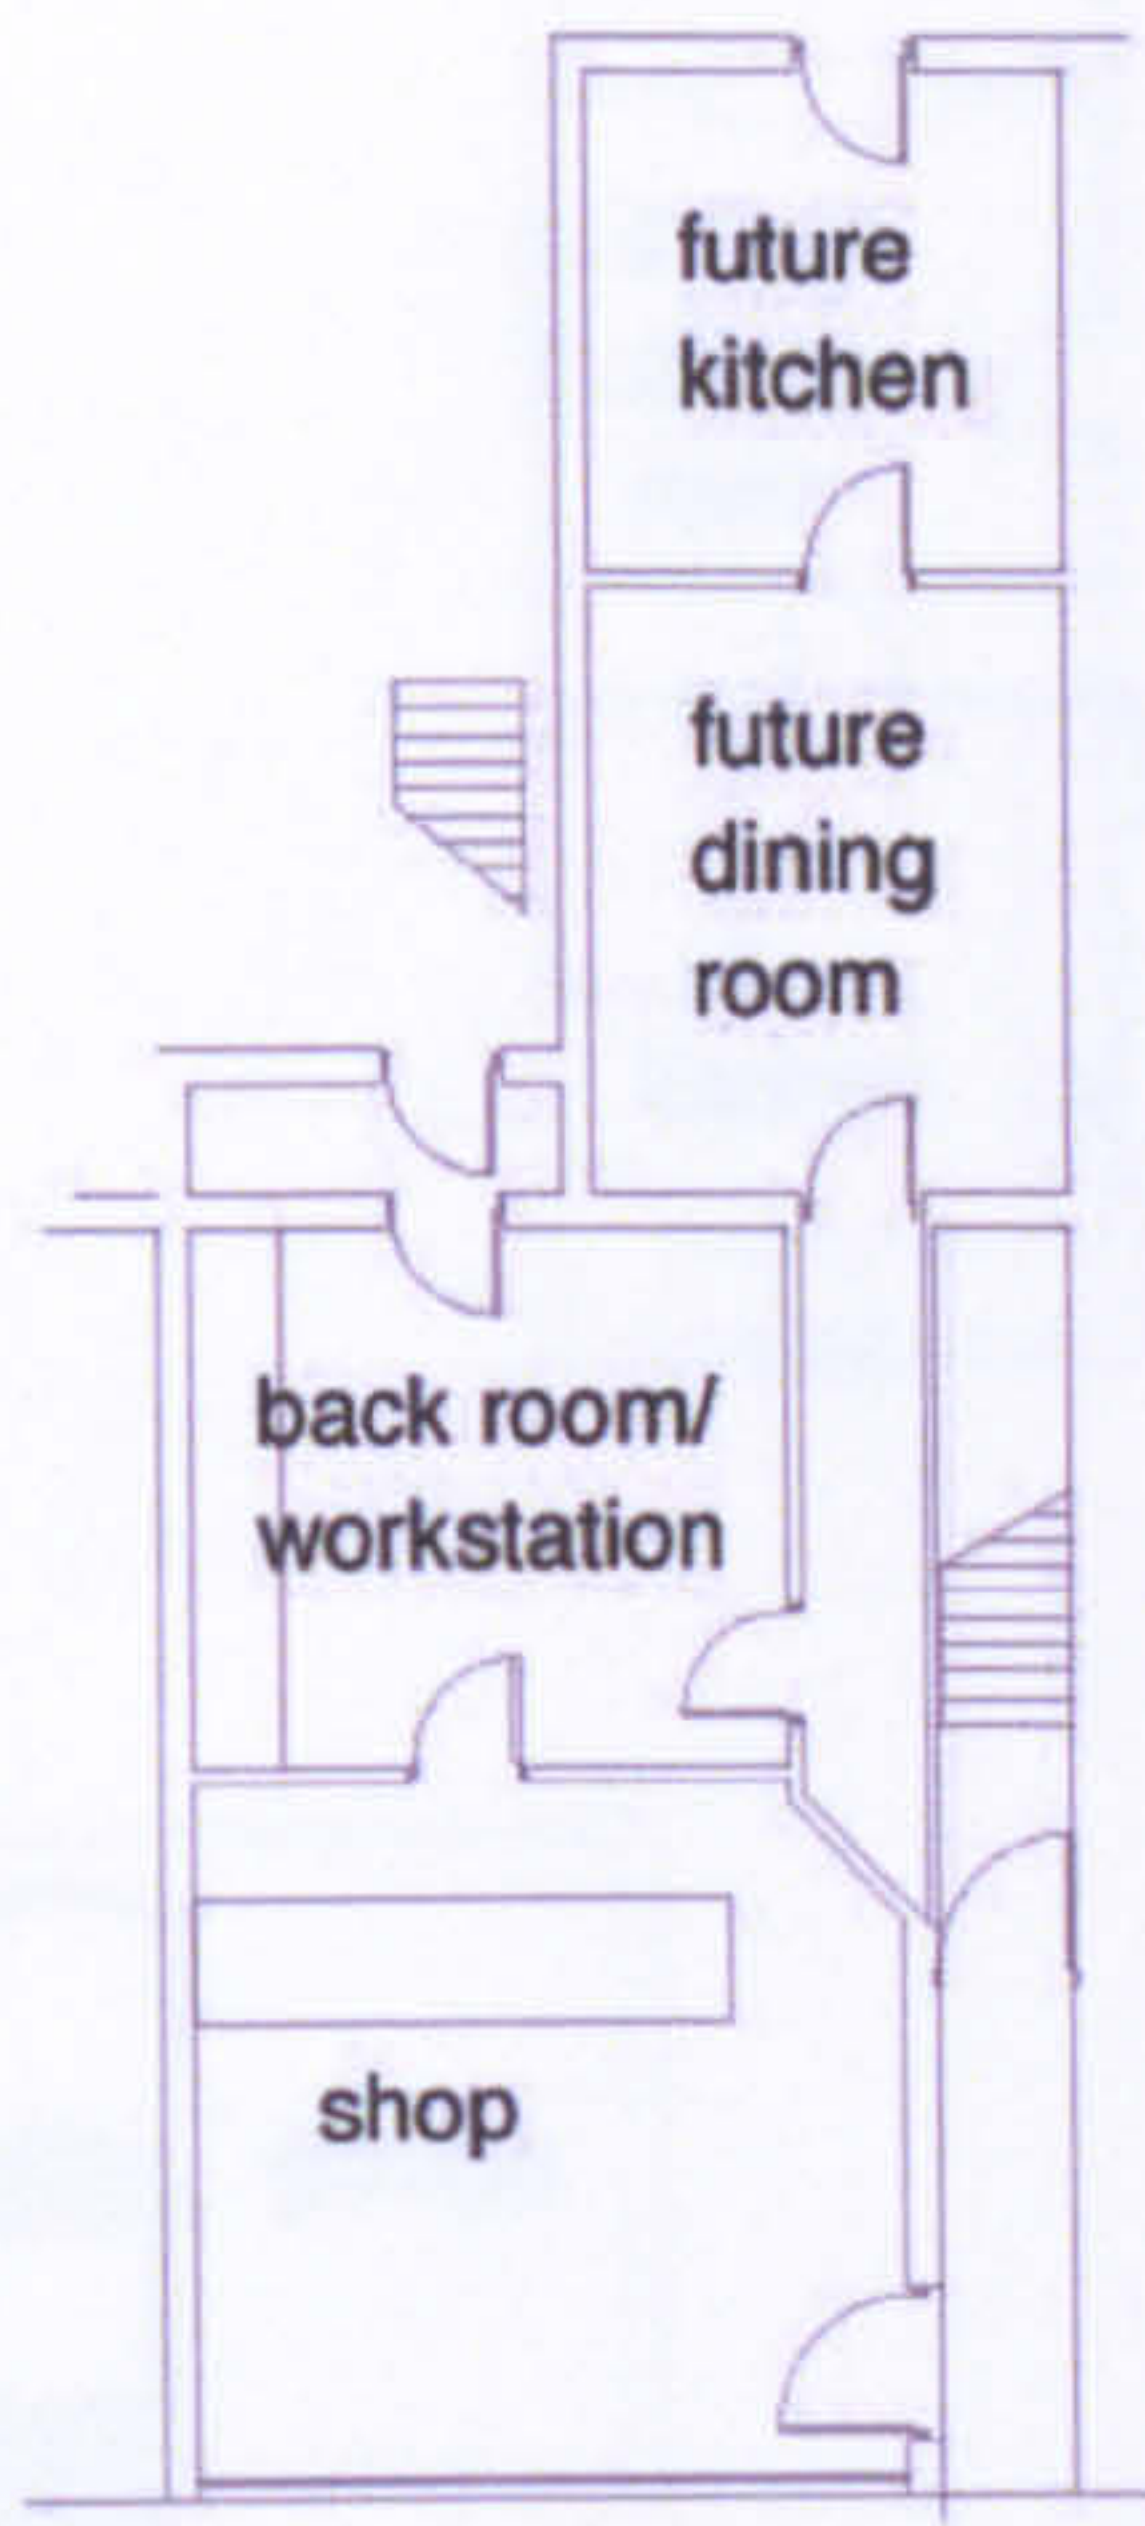 future
kitchen
future
dining
room
back room/
workstation
shop